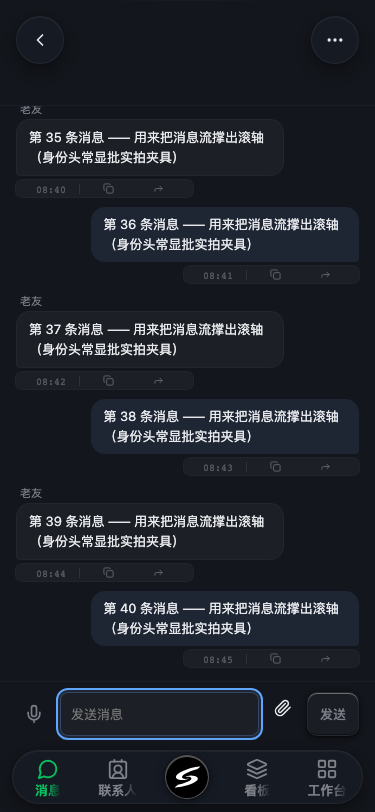 老友
第 35 条消息 —— 用来把消息流撑出滚轴
（身份头常显批实拍夹具）
08:40
第 36 条消息 —— 用来把消息流撑出滚轴
（身份头常显批实拍夹具）
08:41
老友
第 37 条消息 —— 用来把消息流撑出滚轴
（身份头常显批实拍夹具）
08:42
第 38 条消息 —— 用来把消息流撑出滚轴
（身份头常显批实拍夹具）
08:43
老友
第 39 条消息 —— 用来把消息流撑出滚轴
（身份头常显批实拍夹具）
08:44
第 40 条消息 —— 用来把消息流撑出滚轴
（身份头常显批实拍夹具）
08:45
发送消息
发送
消息
联系人
看板
工作台